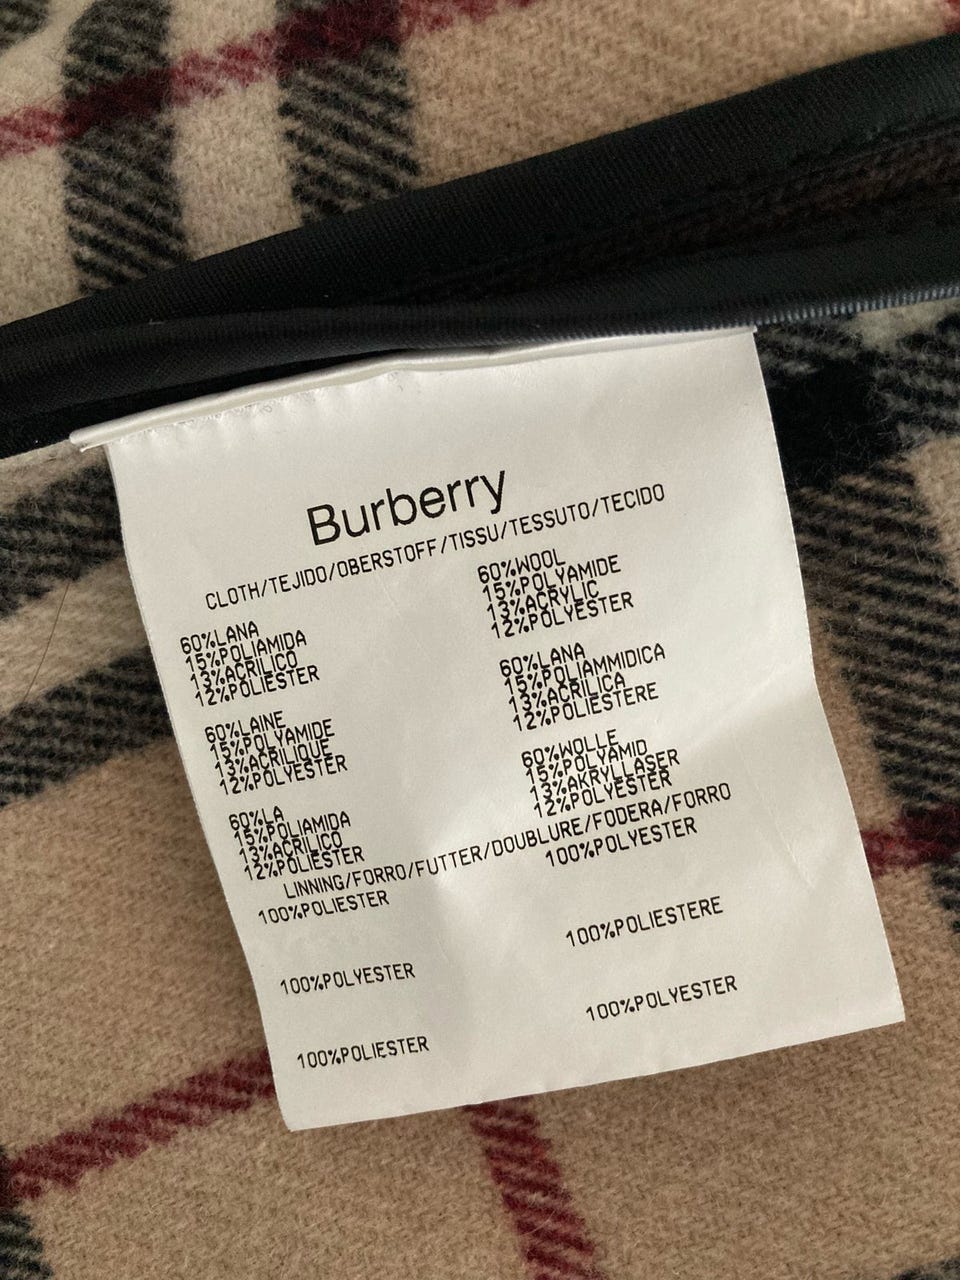 Burberry
CLOTH/TEJIDO/OBERSTOFF/TISSU/TESSUTO/TECIDO
60%WOOL
15%POLYAMIDE
13%ACRYLIC
12%POLYESTER
60%LANA
15%POLIAMIDA
13%ACRILICO
12%POLIESTER
60%LANA
15%POLIAMMIDICA
13%ACRILICA
12%POLIESTERE
60%LAINE
15%POLYAMIDE
13%ACRILIQUE
12%POLYESTER
60%WOLLE
15%POLYAMID
13%AKRYLLASER
12%POLYESTER
60%LA
15%POLIAMIDA
13%ACRILICO
12%POLIESTER
LINNING/FORRO/FUTTER/DOUBLURE/FODERA/FORRO
100%POLIESTER
100%POLYESTER
100%POLYESTER
100%POLIESTERE
100%POLIESTER
100%POLYESTER